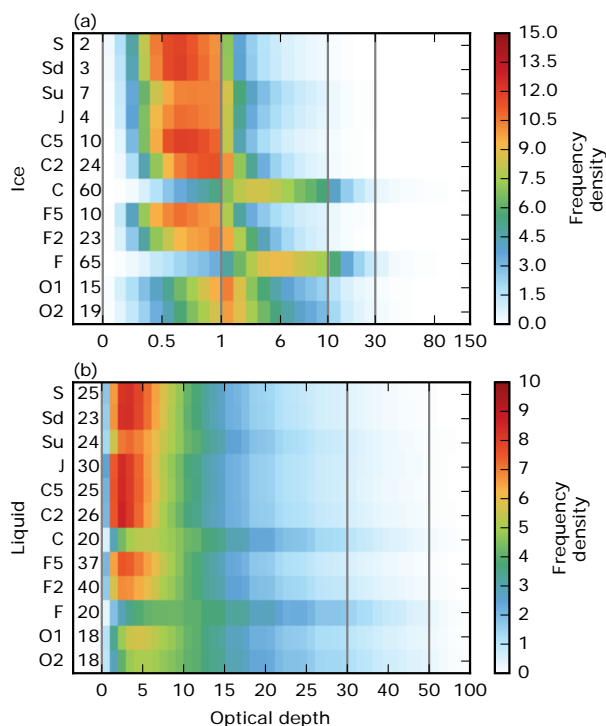 (a)
S 2
Sd 3
Su 7
J 4
C5 10
C2 24
C 60
F5 10
F2 23
F 65
O1 15
O2 19
Ice
0 0.5 1 6 10 30 80 150
15.0
13.5
12.0
10.5
9.0
7.5
6.0
4.5
3.0
1.5
0.0
Frequency
density
(b)
S 25
Sd 23
Su 24
J 30
C5 25
C2 26
C 20
F5 37
F2 40
F 20
O1 18
O2 18
Liquid
0 5 10 15 20 30 50 100
Optical depth
10
9
8
7
6
5
4
3
2
1
0
Frequency
density